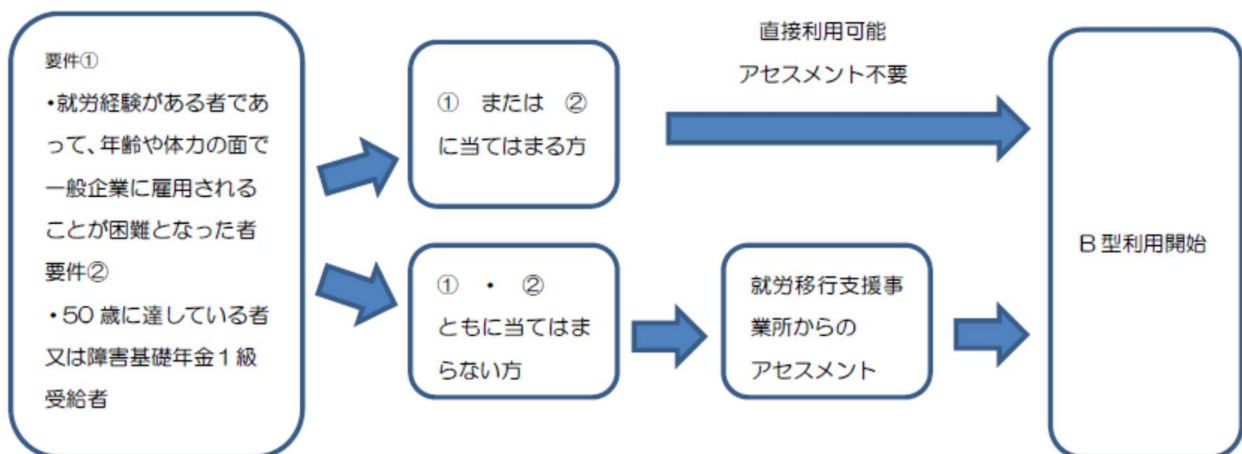 要件①
・就労経験がある者であ
って、年齢や体力の面で
一般企業に雇用される
ことが困難となった者
要件②
・50 歳に達している者
又は障害基礎年金1級
受給者
① または ②
に当てはまる方
直接利用可能
アセスメント不要
① ・ ②
ともに当てはま
らない方
就労移行支援事
業所からの
アセスメント
B型利用開始